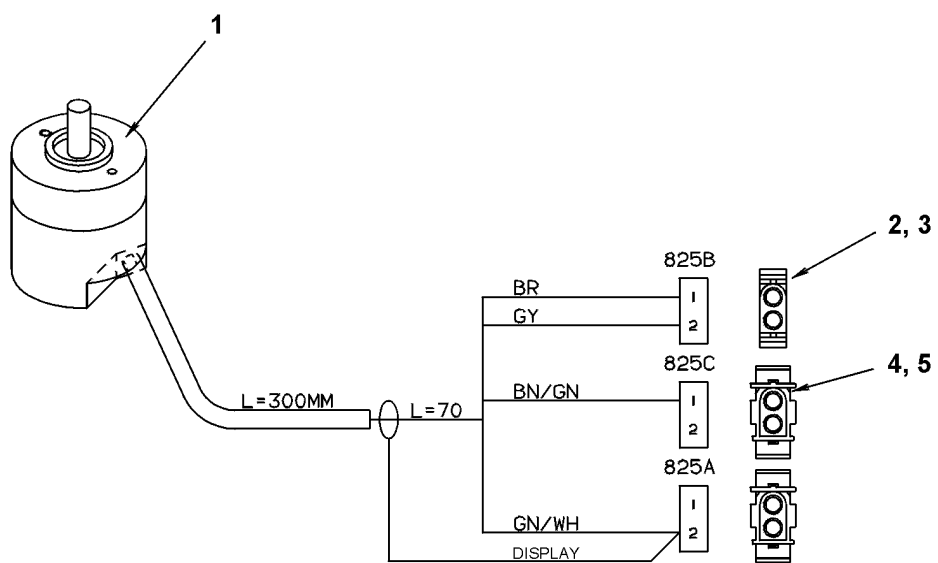 1
2, 3
825B
BR
1
GY
2
825C
4, 5
BN/GN
1
L=300MM
L=70
2
825A
1
GN/WH
2
DISPLAY